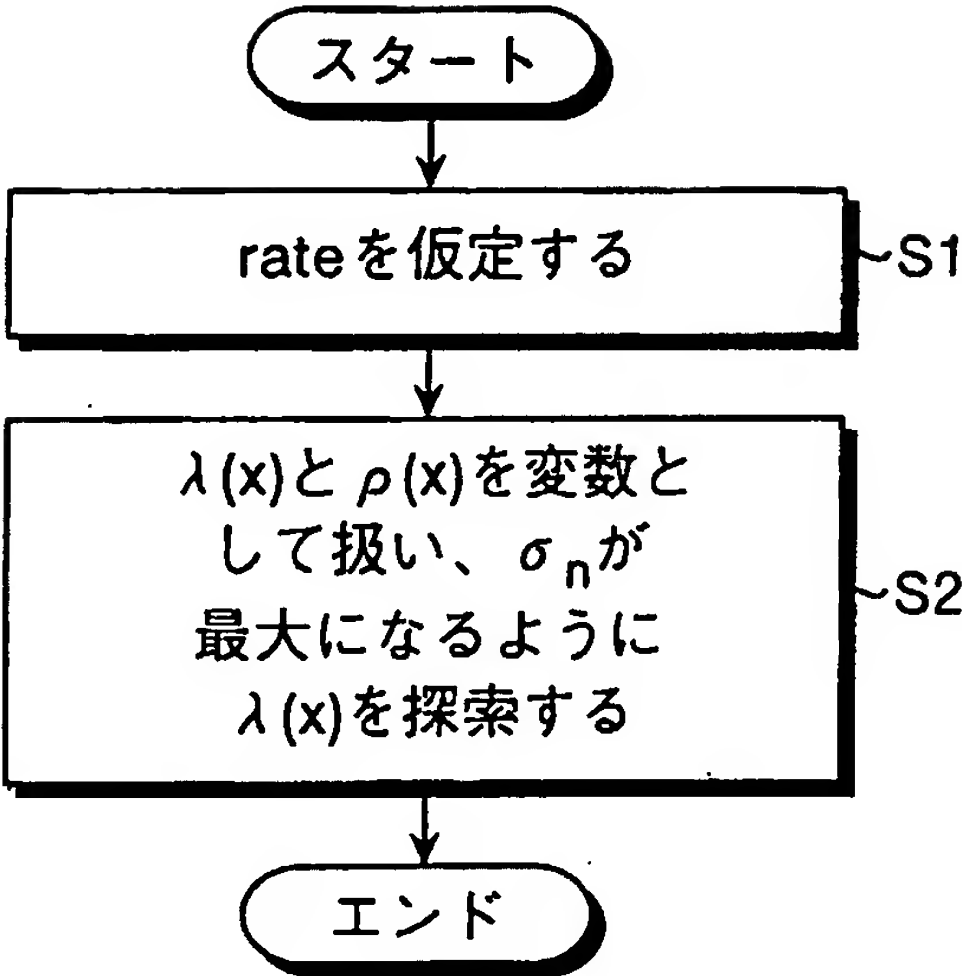 スタート
rateを仮定する
S1
λ(x)とρ(x)を変数と
して扱い、σnが
最大になるように
λ(x)を探索する
S2
エンド